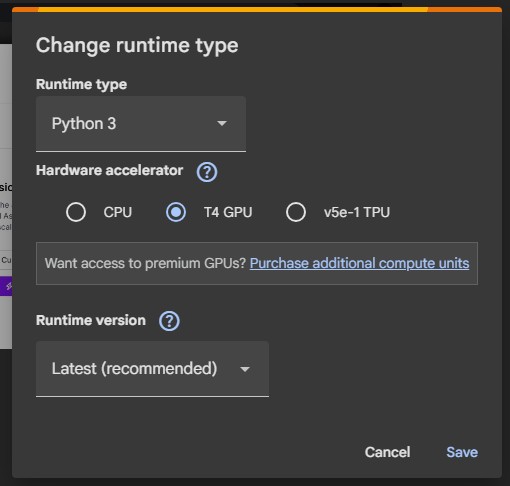 Change runtime type
Runtime type
Python 3
Hardware accelerator ?
CPU T4 GPU v5e-1 TPU
Want access to premium GPUs? Purchase additional compute units
Runtime version ?
Latest (recommended)
Cancel Save